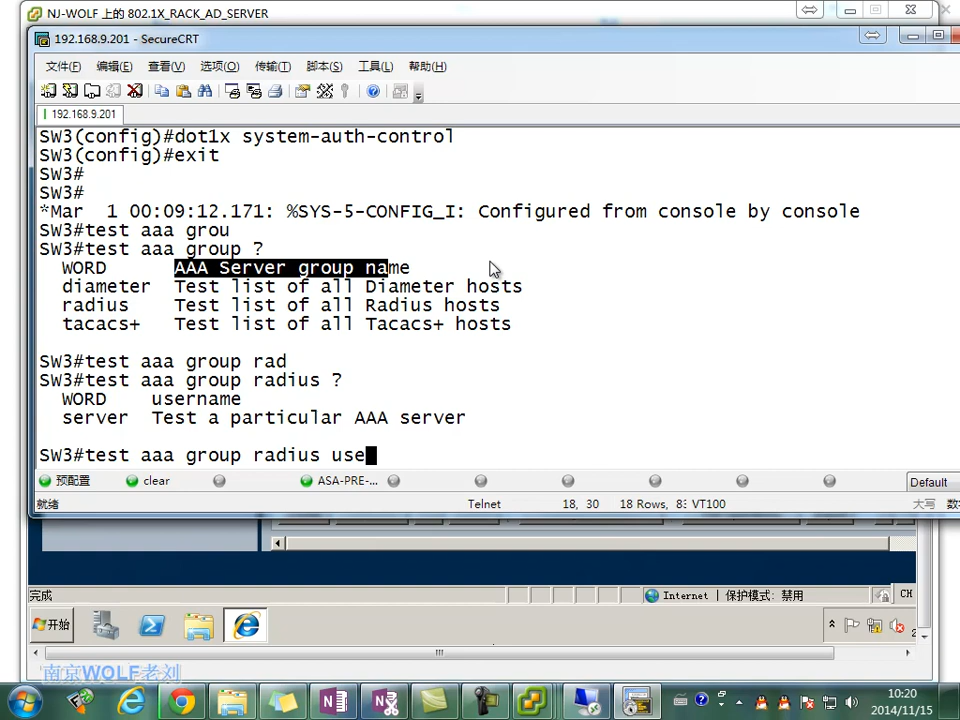 NJ-WOLF 上的 802.1X_RACK_AD_SERVER
192.168.9.201 - SecureCRT
文件(F) 编辑(E) 查看(V) 选项(O) 传输(T) 脚本(S) 工具(L) 帮助(H)
192.168.9.201
SW3(config)#dot1x system-auth-control
SW3(config)#exit
SW3#
SW3#
*Mar  1 00:09:12.171: %SYS-5-CONFIG_I: Configured from console by console
SW3#test aaa grou
SW3#test aaa group ?
WORD      AAA Server group name
diameter  Test list of all Diameter hosts
radius    Test list of all Radius hosts
tacacs+   Test list of all Tacacs+ hosts
SW3#test aaa group rad
SW3#test aaa group radius ?
WORD    username
server  Test a particular AAA server
SW3#test aaa group radius use
预配置 clear ASA-PRE-... Default
就绪 Telnet 18, 30 18 Rows, 8 VT100 大写
完成 Internet | 保护模式: 禁用 CH
开始
南京WOLF老刘
10:20
2014/11/15